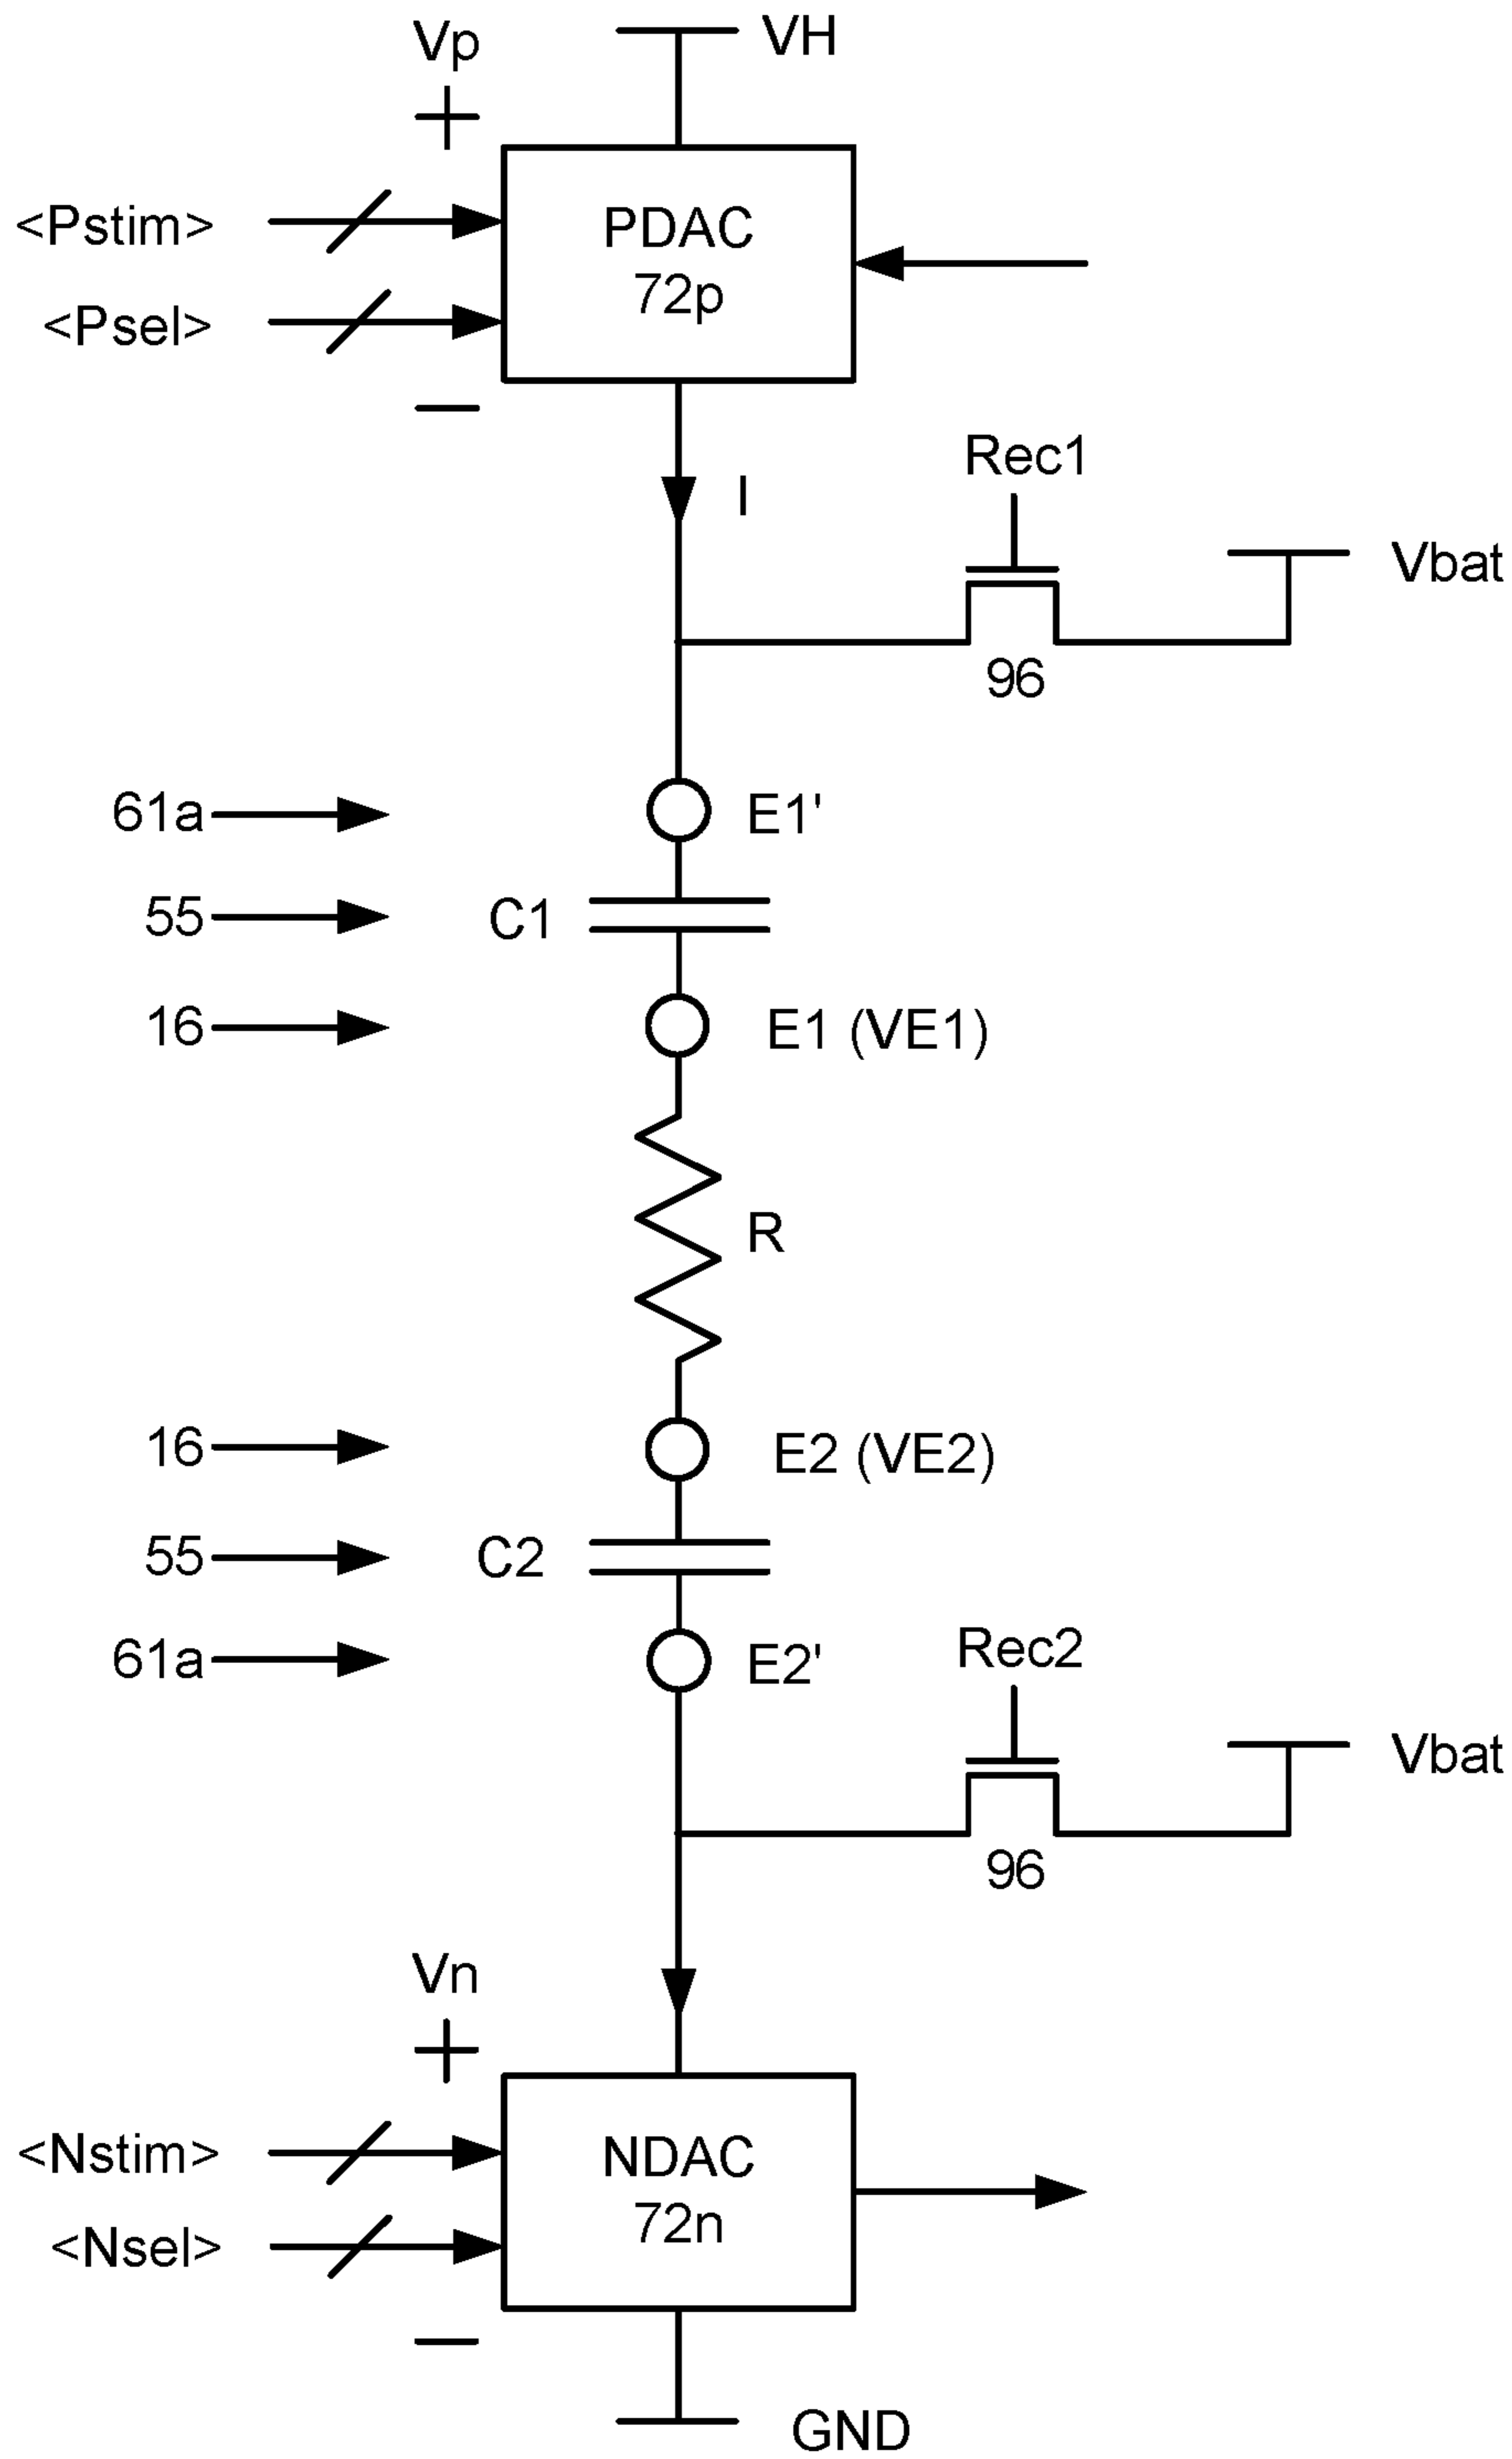 Vp
VH
+
<Pstim>
PDAC
72p
<Psel>
−
I
Rec1
Vbat
96
61a
E1'
55
C1
16
E1 (VE1)
R
16
E2 (VE2)
55
C2
61a
E2'
Rec2
Vbat
96
Vn
+
<Nstim>
NDAC
72n
<Nsel>
−
GND